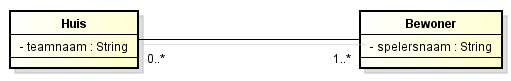 Huis
Bewoner
- teamnaam : String
- spelersnaam : String
0..*
1..*